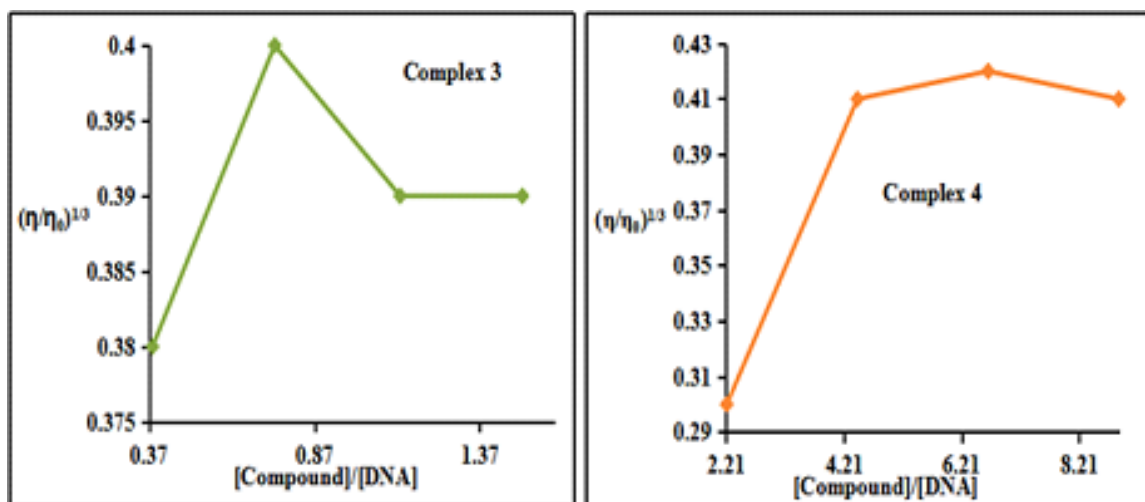 0.4
Complex 3
0.395
0.39
(η/η₀)¹/³
0.385
0.38
0.375
0.37 0.87 1.37
[Compound]/[DNA]
0.43
0.41
0.39
Complex 4
0.37
(η/η₀)¹/³
0.35
0.33
0.31
0.29
2.21 4.21 6.21 8.21
[Compound]/[DNA]